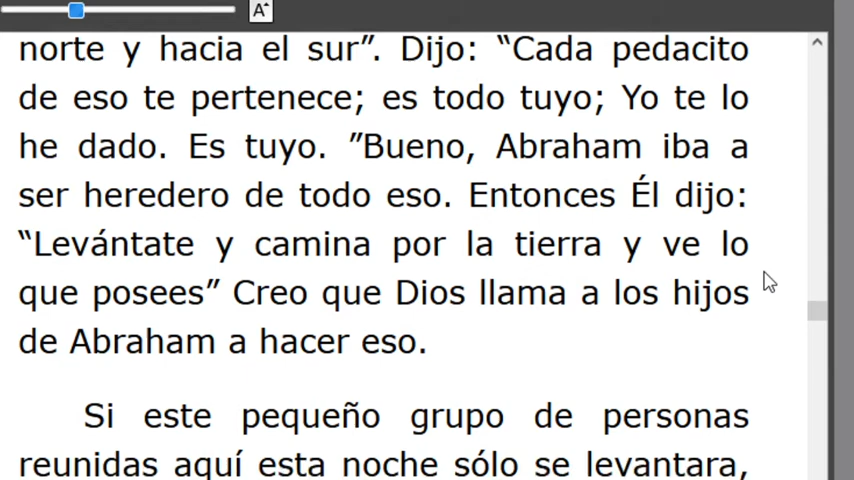 A
norte y hacia el sur”. Dijo: “Cada pedacito
de eso te pertenece; es todo tuyo; Yo te lo
he dado. Es tuyo. ”Bueno, Abraham iba a
ser heredero de todo eso. Entonces Él dijo:
“Levántate y camina por la tierra y ve lo
que posees” Creo que Dios llama a los hijos
de Abraham a hacer eso.
Si este pequeño grupo de personas
reunidas aquí esta noche sólo se levantara,